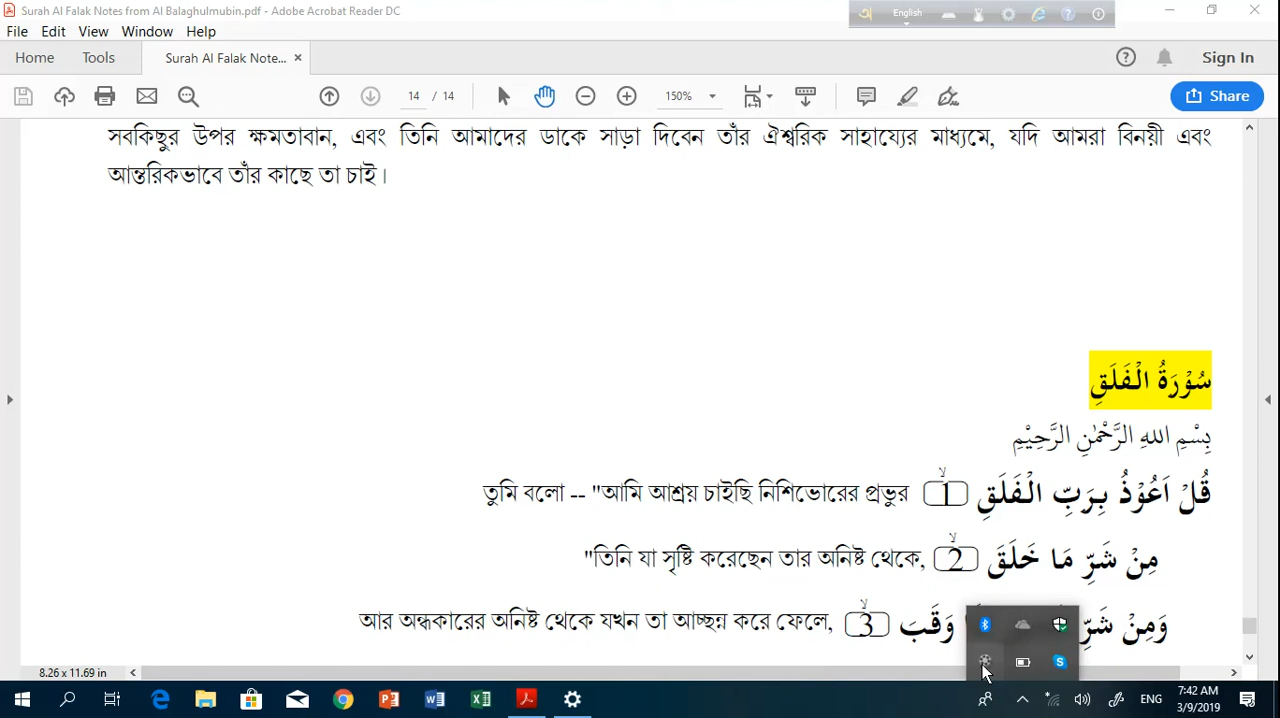 Surah Al Falak Notes from Al Balaghulmubin.pdf - Adobe Acrobat Reader DC
English
File Edit View Window Help
Home Tools Surah Al Falak Note... × Sign In
14 / 14 150% Share
সবকিছুর উপর ক্ষমতাবান, এবং তিনি আমাদের ডাকে সাড়া দিবেন তাঁর ঐশ্বরিক সাহায্যের মাধ্যমে, যদি আমরা বিনয়ী এবং
আন্তরিকভাবে তাঁর কাছে তা চাই।
سُوْرَةُ الْفَلَقِ
بِسْمِ اللهِ الرَّحْمٰنِ الرَّحِيْمِ
قُلْ اَعُوْذُ بِرَبِّ الْفَلَقِ ۙ 1 তুমি বলো -- "আমি আশ্রয় চাইছি নিশিভোরের প্রভুর
مِنْ شَرِّ مَا خَلَقَ ۙ 2 "তিনি যা সৃষ্টি করেছেন তার অনিষ্ট থেকে,
وَمِنْ شَرِّ وَقَبَ ۙ 3 আর অন্ধকারের অনিষ্ট থেকে যখন তা আচ্ছন্ন করে ফেলে,
8.26 x 11.69 in
ENG 7:42 AM
3/9/2019